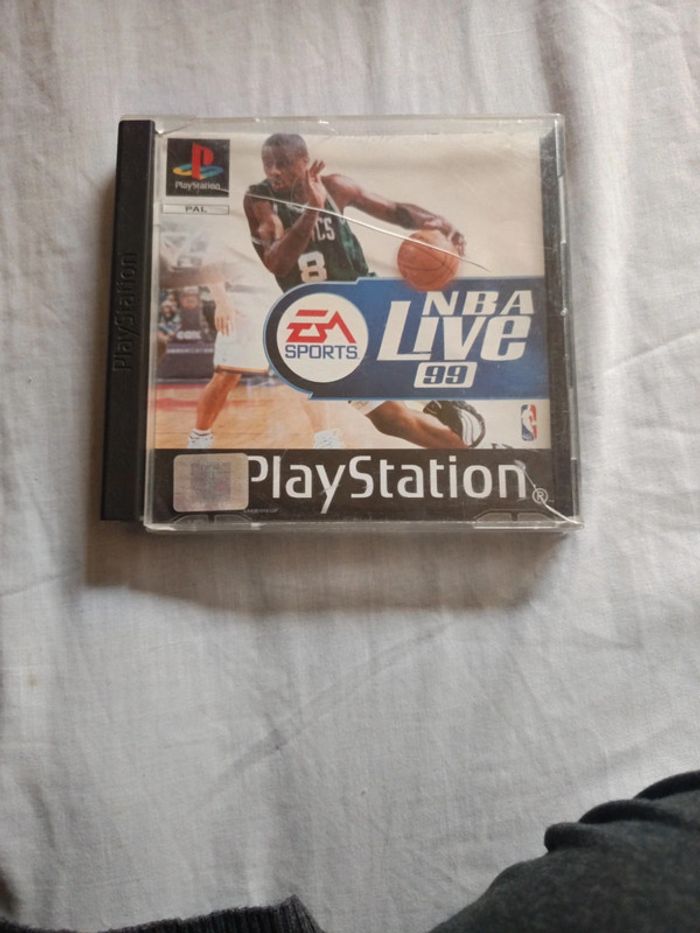 PlayStation
PlayStation
PAL
CS
8
EA
SPORTS
NBA
LIVE
99
PlayStation®